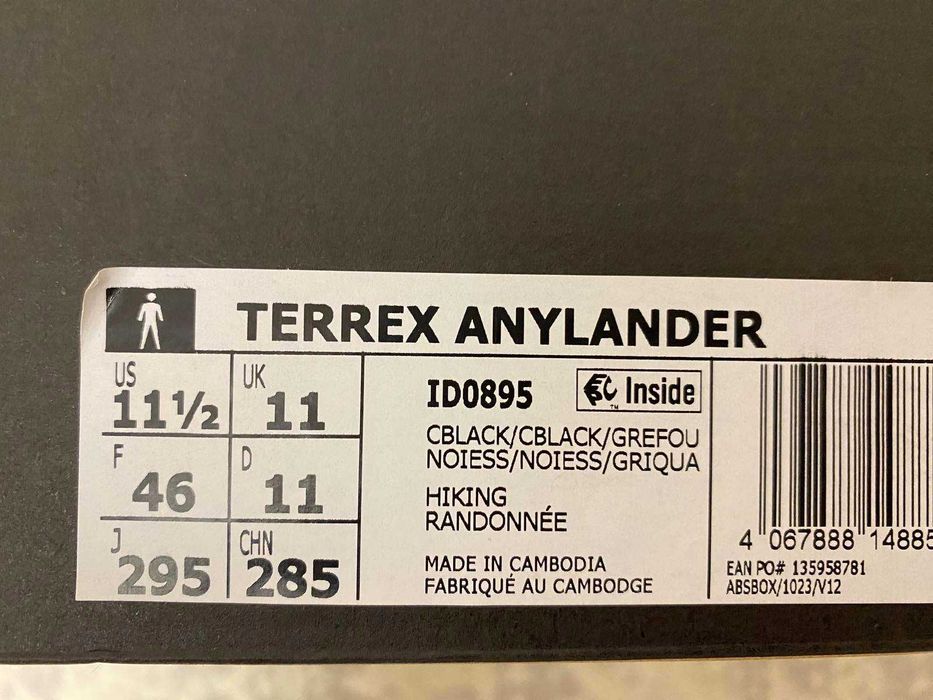 TERREX ANYLANDER
US
11½
UK
11
F
46
D
11
J
295
CHN
285
ID0895
Inside
TM
CBLACK/CBLACK/GREFOU
NOIESS/NOIESS/GRIQUA
HIKING
RANDONNÉE
MADE IN CAMBODIA
FABRIQUÉ AU CAMBODGE
4 067888 14885
EAN PO# 135958781
ABSBOX/1023/V12